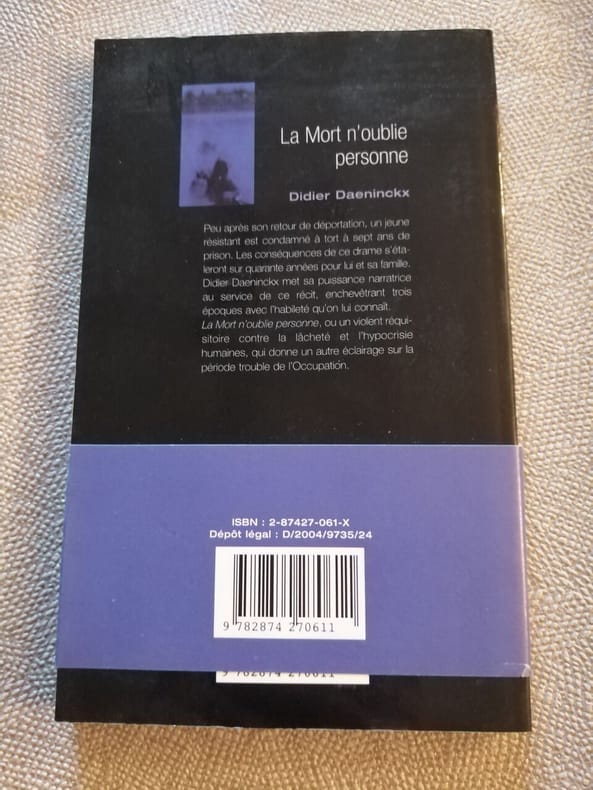 La Mort n'oublie
personne
Didier Daeninckx
Peu après son retour de déportation, un jeune
résistant est condamné à tort à sept ans de
prison. Les conséquences de ce drame s'éta-
leront sur quarante années pour lui et sa famille.
Didier Daeninckx met sa puissance narratrice
au service de ce récit, enchevêtrant trois
époques avec l'habileté qu'on lui connaît.
La Mort n'oublie personne, ou un violent réqui-
sitoire contre la lâcheté et l'hypocrisie
humaines, qui donne un autre éclairage sur la
période trouble de l'Occupation.
ISBN : 2-87427-061-X
Dépôt légal : D/2004/9735/24
9 782874 270611
9 782874 270611